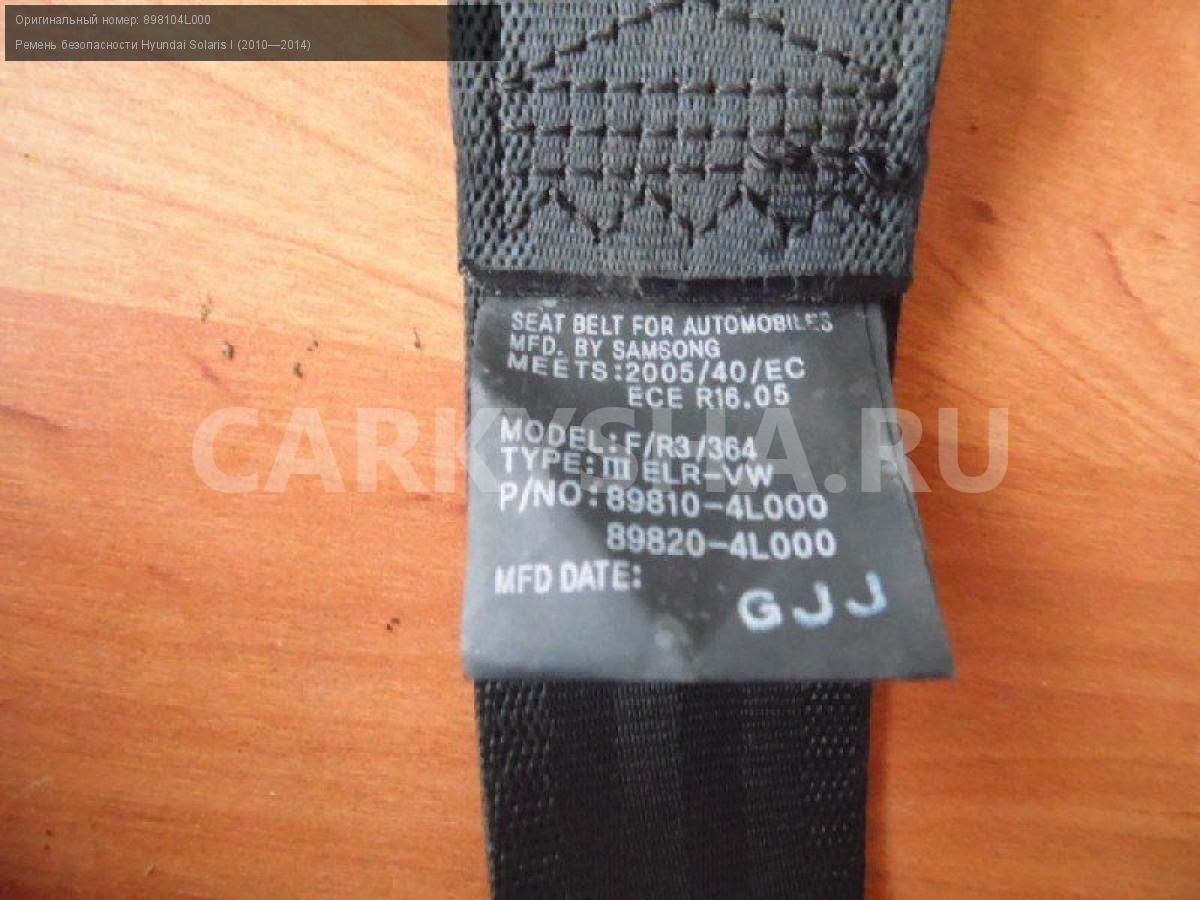 Оригинальный номер: 898104L000
Ремень безопасности Hyundai Solaris I (2010—2014)
SEAT BELT FOR AUTOMOBILES
MFD. BY SAMSONG
MEETS:2005/40/EC
ECE R16.05
CARKYSHA.RU
MODEL:F/R3/364
TYPE:Ⅲ ELR-VW
P/NO:89810-4L000
89820-4L000
MFD DATE:
GJJ